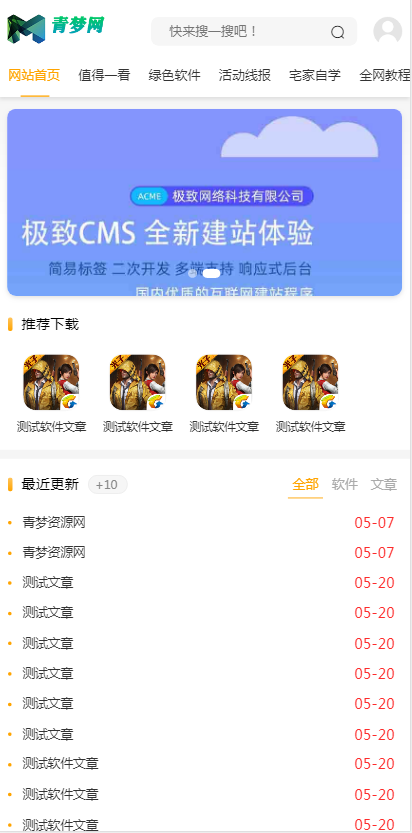 青梦网
快来搜一搜吧！
网站首页 值得一看 绿色软件 活动线报 宅家自学 全网教程
ACME 极致网络科技有限公司
极致CMS 全新建站体验
简易标签 二次开发 多端支持 响应式后台
国内优质的互联网建站程序
推荐下载
测试软件文章 测试软件文章 测试软件文章 测试软件文章
最近更新 +10 全部 软件 文章
青梦资源网 05-07
青梦资源网 05-07
测试文章 05-20
测试文章 05-20
测试文章 05-20
测试文章 05-20
测试文章 05-20
测试文章 05-20
测试软件文章 05-20
测试软件文章 05-20
测试软件文章 05-20